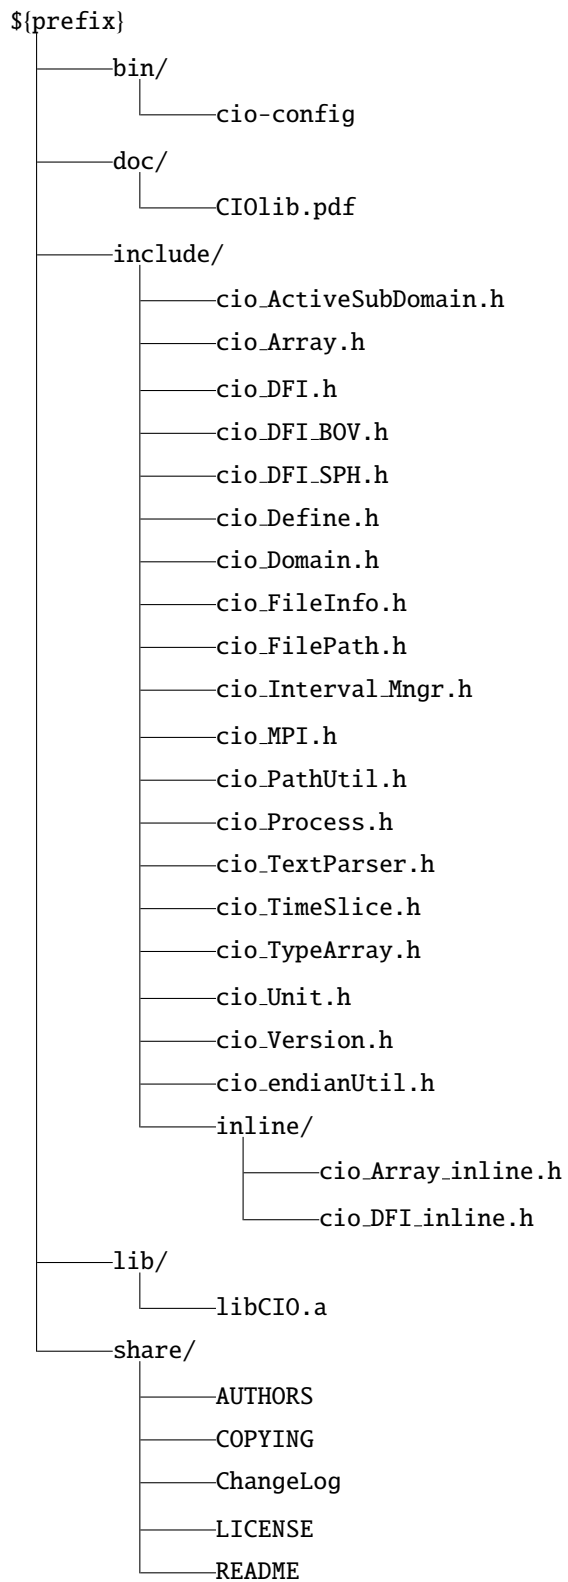 ${prefix}
bin/
cio-config
doc/
CIOlib.pdf
include/
cio_ActiveSubDomain.h
cio_Array.h
cio_DFI.h
cio_DFI_BOV.h
cio_DFI_SPH.h
cio_Define.h
cio_Domain.h
cio_FileInfo.h
cio_FilePath.h
cio_Interval_Mngr.h
cio_MPI.h
cio_PathUtil.h
cio_Process.h
cio_TextParser.h
cio_TimeSlice.h
cio_TypeArray.h
cio_Unit.h
cio_Version.h
cio_endianUtil.h
inline/
cio_Array_inline.h
cio_DFI_inline.h
lib/
libCIO.a
share/
AUTHORS
COPYING
ChangeLog
LICENSE
README